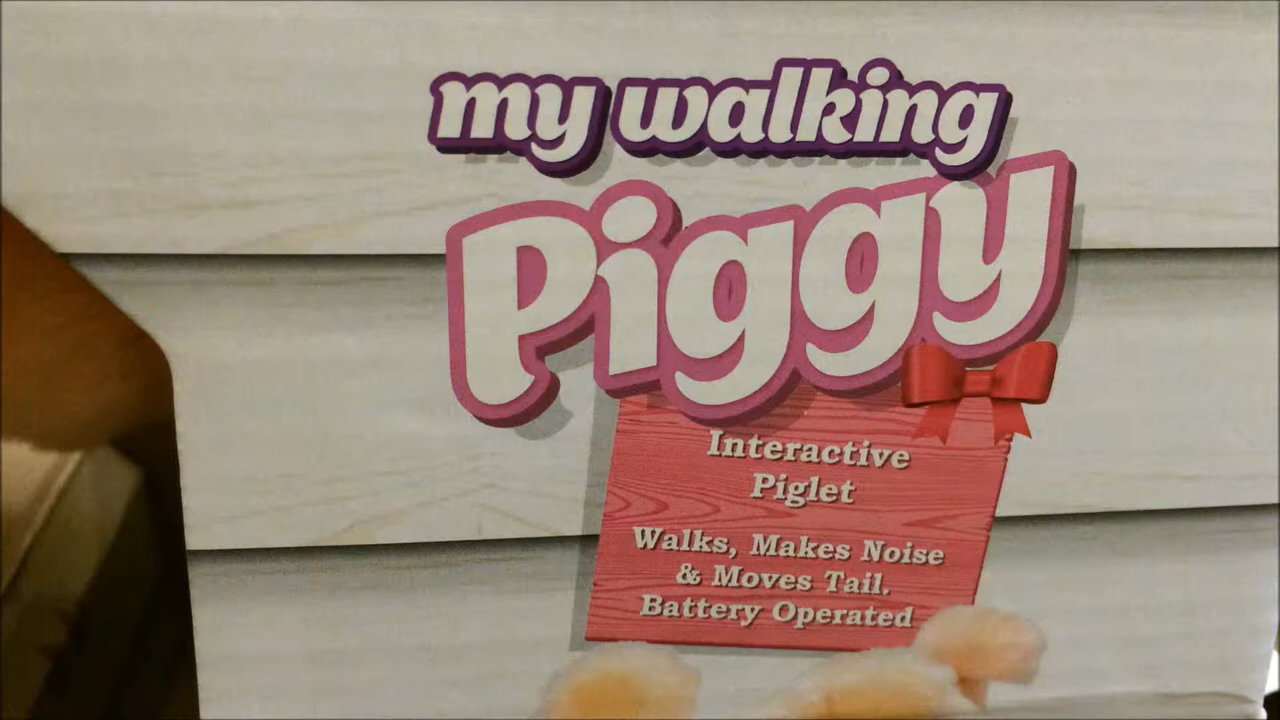 my walking
Piggy
Interactive
Piglet
Walks, Makes Noise
& Moves Tail.
Battery Operated